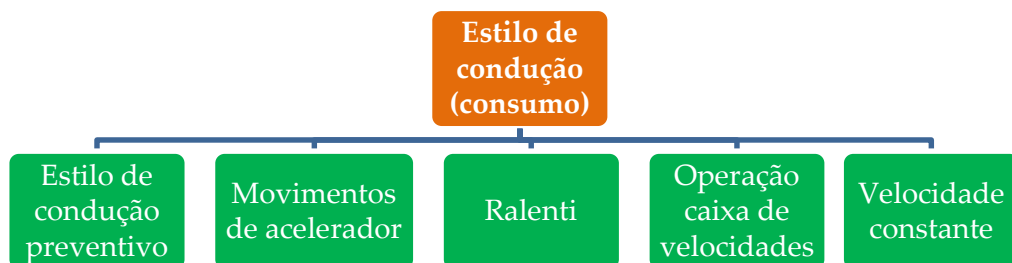 Estilo de
condução
(consumo)
Estilo de
condução
preventivo
Movimentos
de acelerador
Ralenti
Operação
caixa de
velocidades
Velocidade
constante